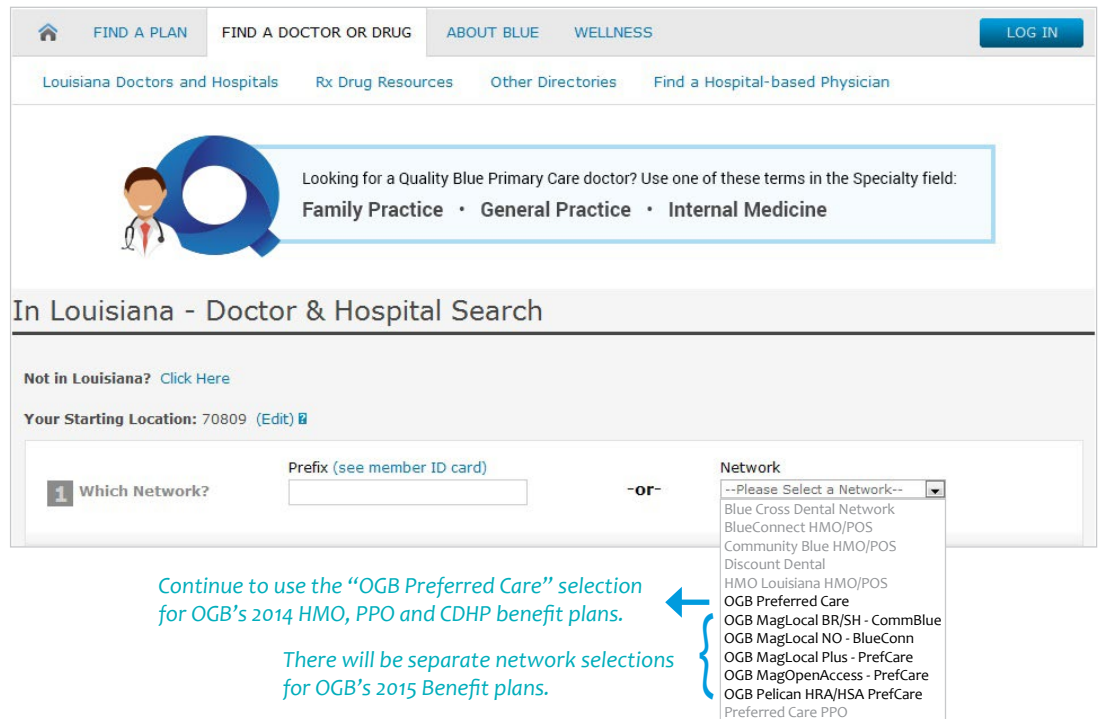 FIND A PLAN FIND A DOCTOR OR DRUG ABOUT BLUE WELLNESS LOG IN
Louisiana Doctors and Hospitals Rx Drug Resources Other Directories Find a Hospital-based Physician
Looking for a Quality Blue Primary Care doctor? Use one of these terms in the Specialty field:
Family Practice · General Practice · Internal Medicine
In Louisiana - Doctor & Hospital Search
Not in Louisiana? Click Here
Your Starting Location: 70809 (Edit) ?
1 Which Network?
Prefix (see member ID card)
-or-
Network
--Please Select a Network--
Blue Cross Dental Network
BlueConnect HMO/POS
Community Blue HMO/POS
Discount Dental
HMO Louisiana HMO/POS
OGB Preferred Care
OGB MagLocal BR/SH - CommBlue
OGB MagLocal NO - BlueConn
OGB MagLocal Plus - PrefCare
OGB MagOpenAccess - PrefCare
OGB Pelican HRA/HSA PrefCare
Preferred Care PPO
Continue to use the “OGB Preferred Care” selection
for OGB’s 2014 HMO, PPO and CDHP benefit plans.
There will be separate network selections
for OGB’s 2015 Benefit plans.